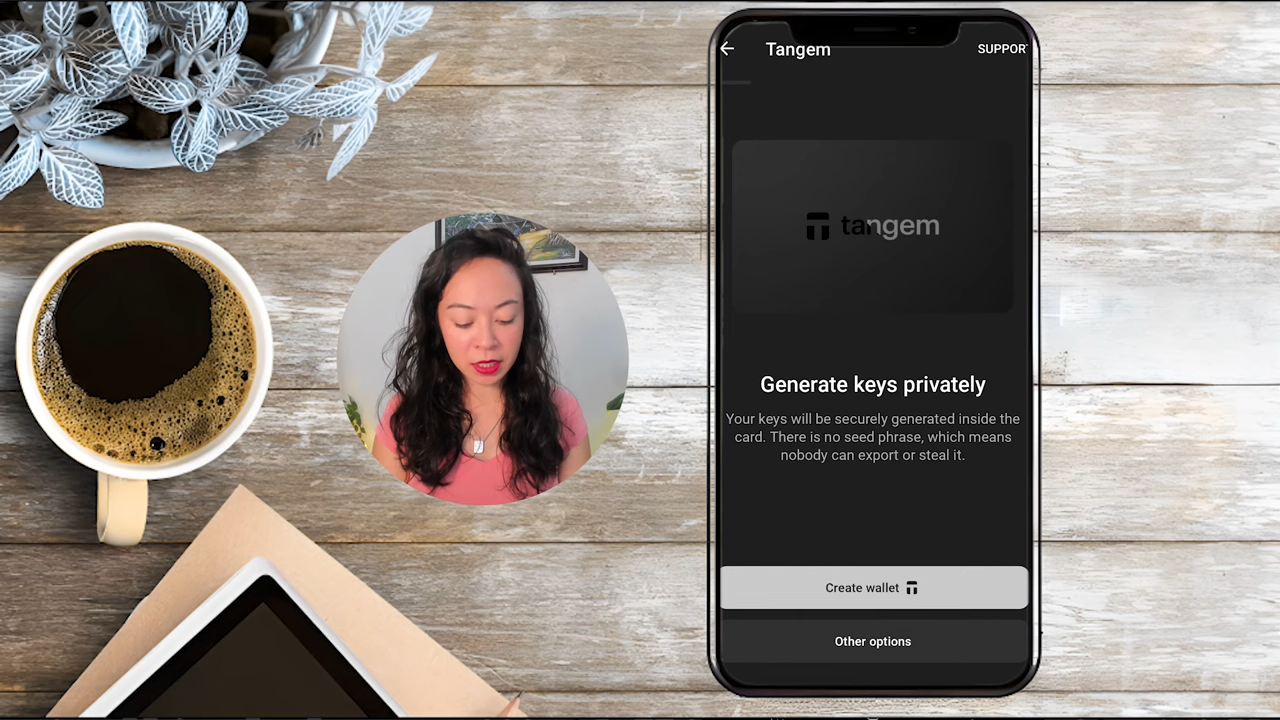 Tangem
SUPPOR
tangem
Generate keys privately
Your keys will be securely generated inside the
card. There is no seed phrase, which means
nobody can export or steal it.
Create wallet
Other options